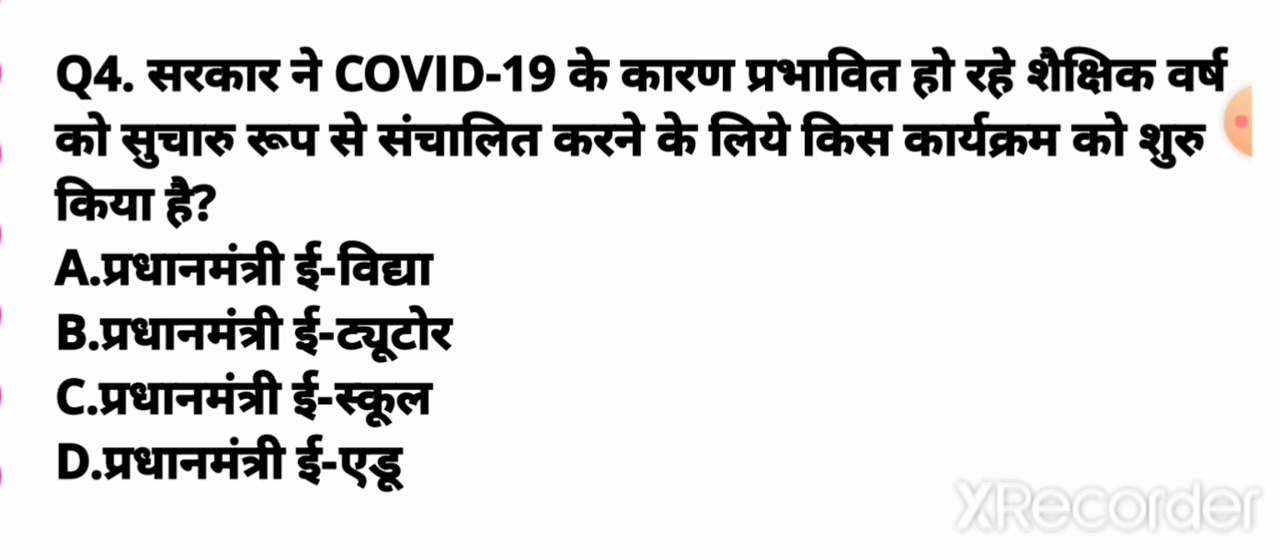 Q4. सरकार ने COVID-19 के कारण प्रभावित हो रहे शैक्षिक वर्ष
को सुचारु रूप से संचालित करने के लिये किस कार्यक्रम को शुरु
किया है?
A.प्रधानमंत्री ई-विद्या
B.प्रधानमंत्री ई-ट्यूटोर
C.प्रधानमंत्री ई-स्कूल
D.प्रधानमंत्री ई-एडू
XRecorder